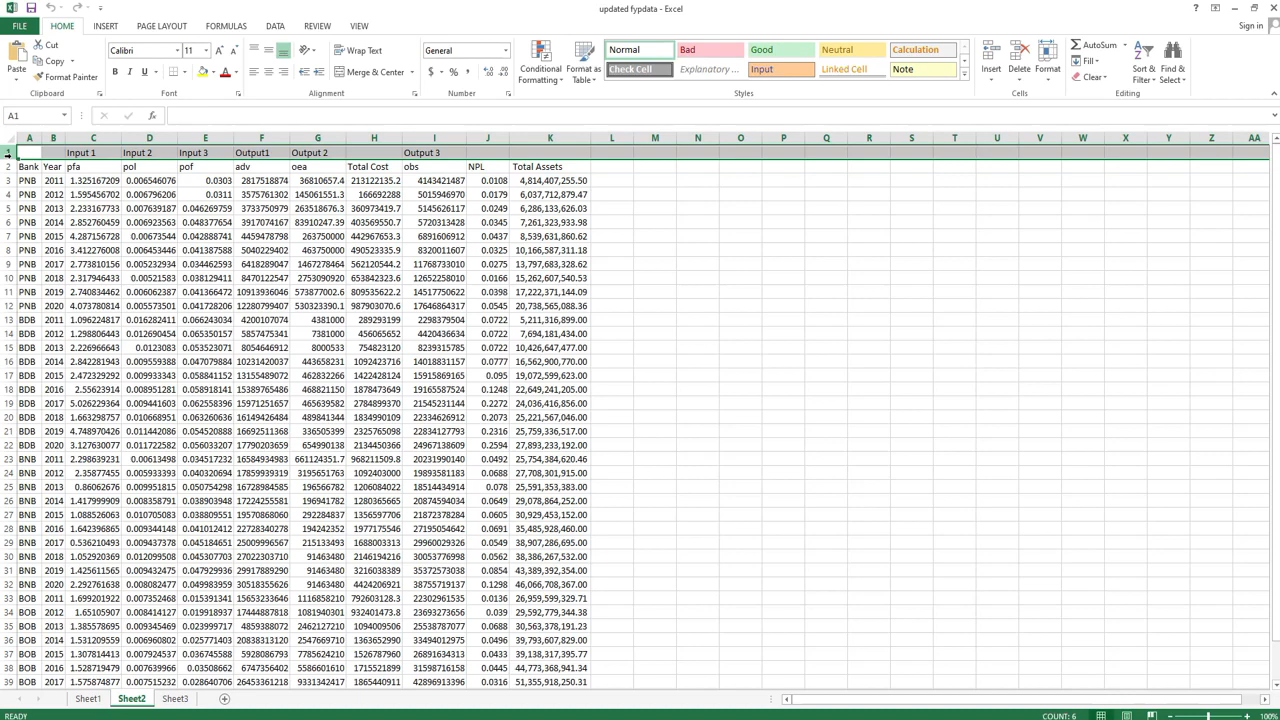 updated fypdata - Excel
Sign in
FILE HOME INSERT PAGE LAYOUT FORMULAS DATA REVIEW VIEW
Paste Cut Copy Format Painter Clipboard
Calibri 11 Font
Wrap Text Merge & Center Alignment
General Number
Conditional Formatting Format as Table
Normal Bad Good Neutral Calculation
Check Cell Explanatory ... Input Linked Cell Note
Styles
Insert Delete Format Cells
AutoSum Fill Clear Sort & Filter Find & Select Editing
A1
A B C D E F G H I J K L M N O P Q R S T U V W X Y Z AA
1 Input 1 Input 2 Input 3 Output1 Output 2 Output 3
2 Bank Year pfa pol pof adv oea Total Cost obs NPL Total Assets
3 PNB 2011 1.325167209 0.006546076 0.0303 2817518874 36810657.4 213122135.2 4143421487 0.0108 4,814,407,255.50
4 PNB 2012 1.595456702 0.006796206 0.0311 3575761302 145061551.3 166692288 5015946970 0.0179 6,037,712,879.47
5 PNB 2013 2.233167733 0.007639187 0.046269759 3733750979 263518676.3 360973419.7 5145626117 0.0249 6,286,133,626.03
6 PNB 2014 2.852760459 0.006923563 0.048377654 3917074167 83910247.39 403569550.7 5720313428 0.0345 7,261,323,933.98
7 PNB 2015 4.287156728 0.00673544 0.042888741 4459478798 263750000 442967653.3 6891606912 0.0437 8,539,631,860.62
8 PNB 2016 3.412276008 0.006453446 0.041387588 5040229402 463750000 490523335.9 8320011607 0.0325 10,166,587,311.18
9 PNB 2017 2.773810156 0.005232934 0.034462593 6418289047 1467278464 562120544.2 11768733010 0.0275 13,797,688,328.62
10 PNB 2018 2.317946433 0.00521583 0.038129411 8470122547 2753090920 653842323.6 12652258010 0.0166 15,262,607,540.53
11 PNB 2019 2.740834462 0.006062387 0.041366472 10913936046 573877002.6 809535622.2 14517750622 0.0398 17,222,371,144.09
12 PNB 2020 4.073780814 0.005573501 0.041728206 12280799407 530323390.1 987903070.6 17646864317 0.0545 20,738,565,088.36
13 BDB 2011 1.096224817 0.016282811 0.066243034 4200107074 4381000 289293199 2298379504 0.0722 5,211,316,899.00
14 BDB 2012 1.298806443 0.012690454 0.065350157 5857475341 7381000 456065652 4420436634 0.0722 7,694,181,434.00
15 BDB 2013 2.226966643 0.0123083 0.053523071 8054646912 8000533 754823120 8239315785 0.0722 10,426,647,477.00
16 BDB 2014 2.842281943 0.009559388 0.047079884 10231420037 443658231 1092423716 14018831157 0.0777 16,562,900,770.00
17 BDB 2015 2.472329292 0.009933343 0.058841152 13155489072 462832266 1422428124 15915869165 0.095 19,072,599,623.00
18 BDB 2016 2.55623914 0.008951281 0.058918141 15389765486 468821150 1878473649 19165587524 0.1248 22,649,241,205.00
19 BDB 2017 5.026229364 0.009441603 0.062558396 15971251657 465639582 2784899370 21545231144 0.2272 24,036,416,856.00
20 BDB 2018 1.663298757 0.010668951 0.063260636 16149426484 489841344 1834990109 22334626912 0.2073 25,221,567,046.00
21 BDB 2019 4.748970426 0.011442086 0.054520888 16692511368 336505399 2325765098 22834127793 0.2316 25,759,336,517.00
22 BDB 2020 3.127630077 0.011722582 0.056033207 17790203659 654990138 2134450366 24967138609 0.2594 27,893,233,192.00
23 BNB 2011 2.298639231 0.00613498 0.034517232 16584934983 661124351.7 968211509.8 20231990140 0.0492 25,754,384,620.46
24 BNB 2012 2.35877455 0.005933393 0.040320694 17859939319 3195651763 1092403000 19893581183 0.0688 27,708,301,915.00
25 BNB 2013 0.86062676 0.009951815 0.050754298 16728984585 196566782 1206084022 18514434914 0.078 25,591,353,383.00
26 BNB 2014 1.417999909 0.008358791 0.038903948 17224255581 196941782 1280365665 20874594034 0.0649 29,078,864,252.00
27 BNB 2015 1.088526063 0.010705083 0.038809551 19570868060 292284837 1356597706 21872378284 0.0605 30,929,453,152.00
28 BNB 2016 1.642396865 0.009344148 0.041012412 22728340278 194242352 1977175546 27195054642 0.0691 35,485,928,460.00
29 BNB 2017 0.536210493 0.009437378 0.045184651 25009996567 215133493 1688003313 29960029326 0.0549 38,907,286,695.00
30 BNB 2018 1.052920369 0.012099508 0.045307703 27022303710 91463480 2146194216 30053776998 0.0562 38,386,267,532.00
31 BNB 2019 1.425611565 0.009432475 0.047929936 29917889290 91463480 3216038389 35372573038 0.0854 43,389,392,354.00
32 BNB 2020 2.292761638 0.008082477 0.049983959 30518355626 91463480 4424206921 38755719137 0.1298 46,066,708,367.00
33 BOB 2011 1.699201922 0.007352468 0.015391341 15653233646 1116858210 792603128.3 22302961535 0.0136 26,959,599,329.71
34 BOB 2012 1.65105907 0.008414127 0.019918937 17444887818 1081940301 932401473.8 23693273656 0.039 29,592,779,344.38
35 BOB 2013 1.385578695 0.009345469 0.023999717 4859388072 2462127210 1094009506 25538787077 0.0688 30,563,378,191.23
36 BOB 2014 1.531209559 0.006960802 0.025771403 20838313120 2547669710 1363652990 33494012975 0.0496 39,793,607,829.00
37 BOB 2015 1.307814413 0.007924537 0.036745588 5928086793 7785624210 1526787960 26891634313 0.0433 39,138,317,395.77
38 BOB 2016 1.528719479 0.007639966 0.03508662 6747356402 5586601610 1715521899 31598716158 0.0445 44,773,368,941.34
39 BOB 2017 1.575874877 0.007515232 0.028640706 26453361218 9331342417 1865440911 42896913396 0.0316 51,355,918,250.31
Sheet1 Sheet2 Sheet3
READY COUNT: 6 100%